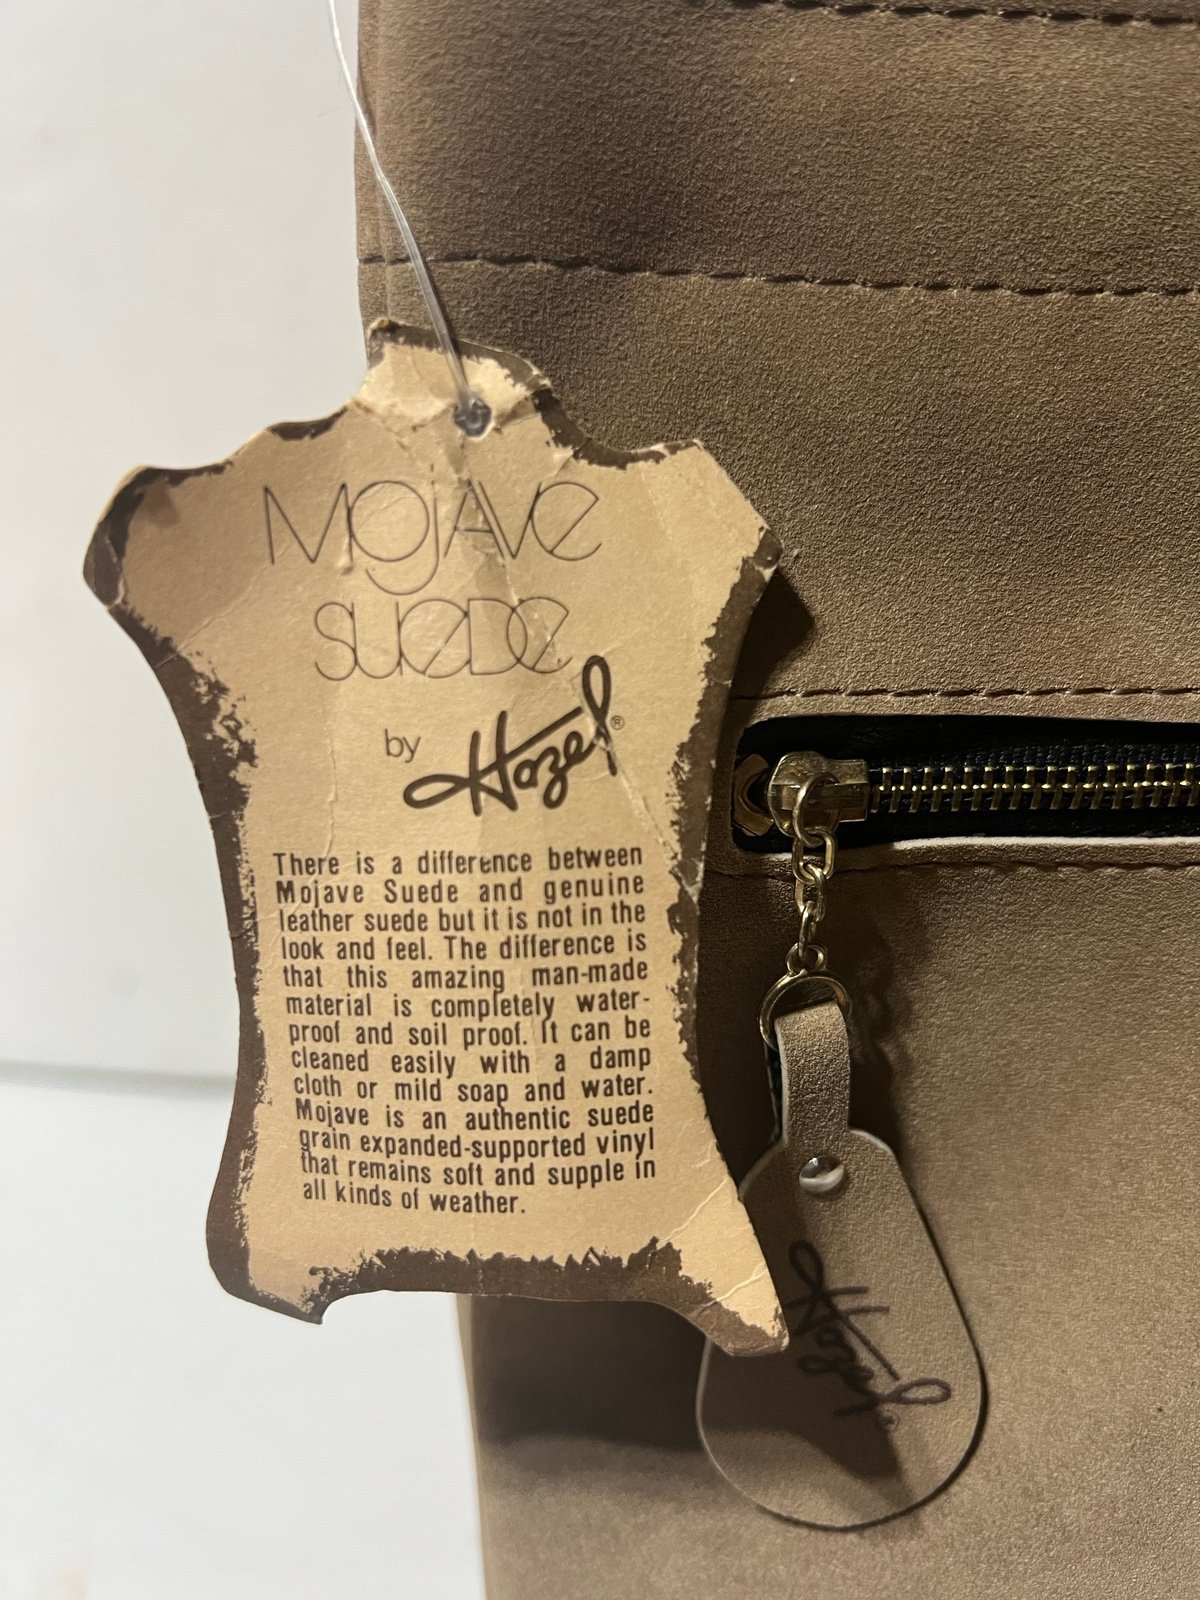 MOJAVE
SUEDE
by Hozel®
There is a difference between
Mojave Suede and genuine
leather suede but it is not in the
look and feel. The difference is
that this amazing man-made
material is completely water-
proof and soil proof. It can be
cleaned easily with a damp
cloth or mild soap and water.
Mojave is an authentic suede
grain expanded-supported vinyl
that remains soft and supple in
all kinds of weather.
Hozel®